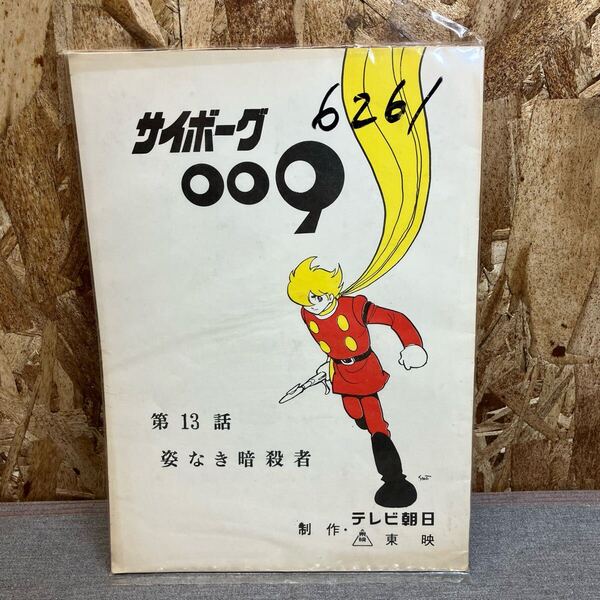 サイボーグ
009
6261
第13話
姿なき暗殺者
テレビ朝日
制作・東映